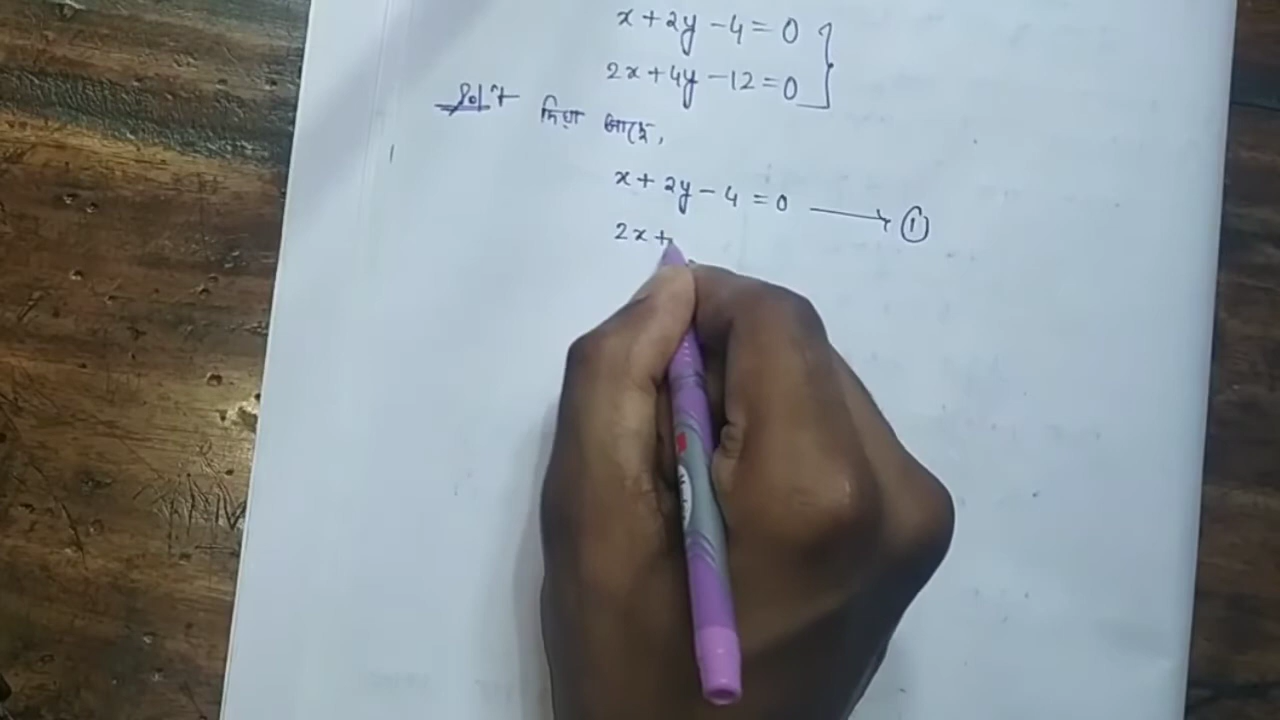 x + 2y - 4 = 0
2x + 4y - 12 = 0
Sol^n
দিয়া আছে,
x + 2y - 4 = 0 ⟶ ①
2x +